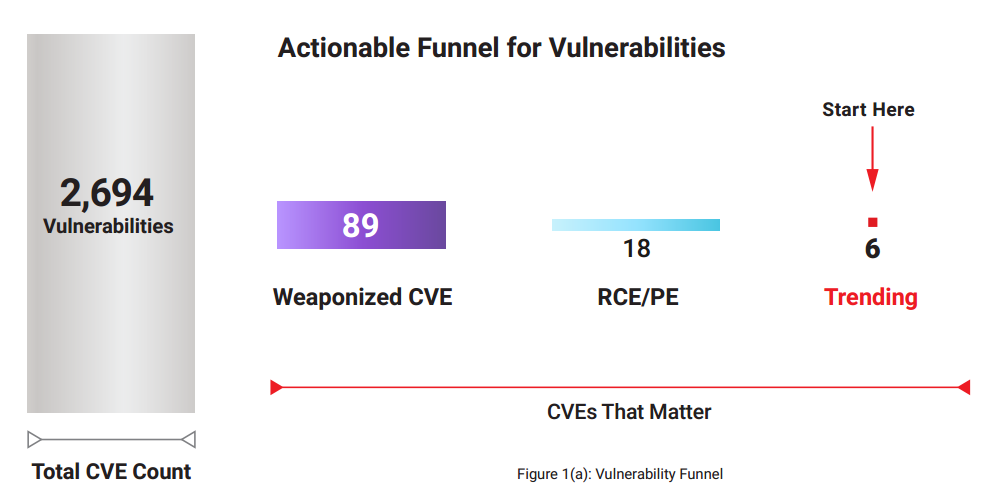 Actionable Funnel for Vulnerabilities
Start Here
2,694
Vulnerabilities
89
18
6
Weaponized CVE
RCE/PE
Trending
CVEs That Matter
Total CVE Count
Figure 1(a): Vulnerability Funnel